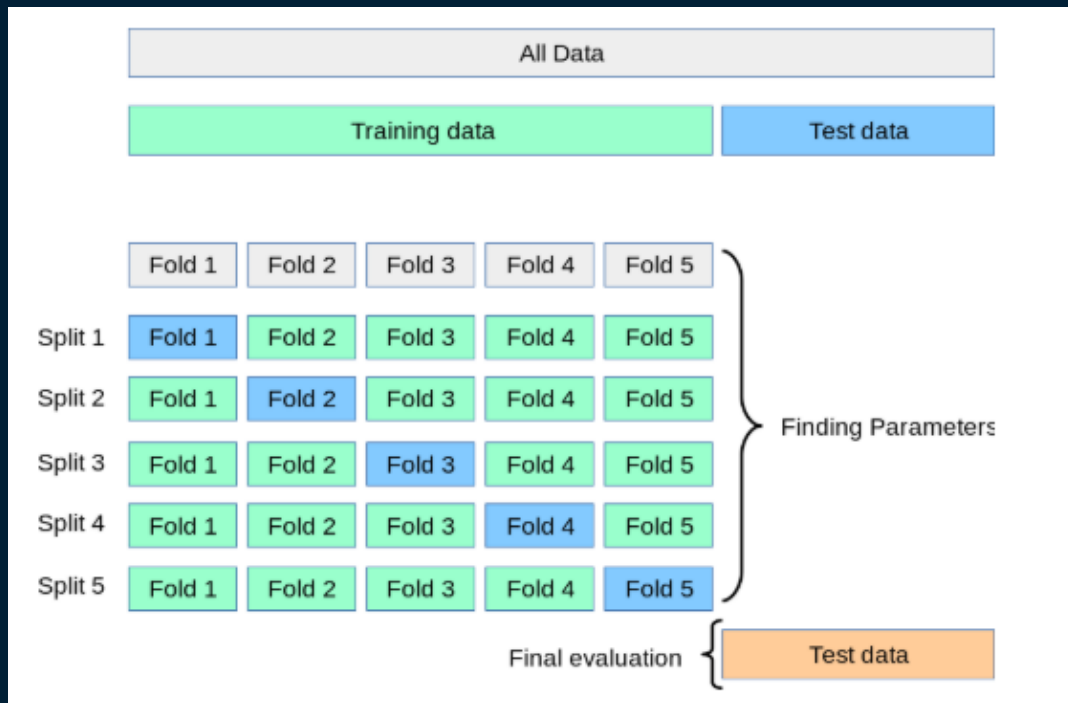 All Data
Training data Test data
Fold 1 Fold 2 Fold 3 Fold 4 Fold 5
Split 1 Fold 1 Fold 2 Fold 3 Fold 4 Fold 5
Split 2 Fold 1 Fold 2 Fold 3 Fold 4 Fold 5
Finding Parameters
Split 3 Fold 1 Fold 2 Fold 3 Fold 4 Fold 5
Split 4 Fold 1 Fold 2 Fold 3 Fold 4 Fold 5
Split 5 Fold 1 Fold 2 Fold 3 Fold 4 Fold 5
Final evaluation Test data